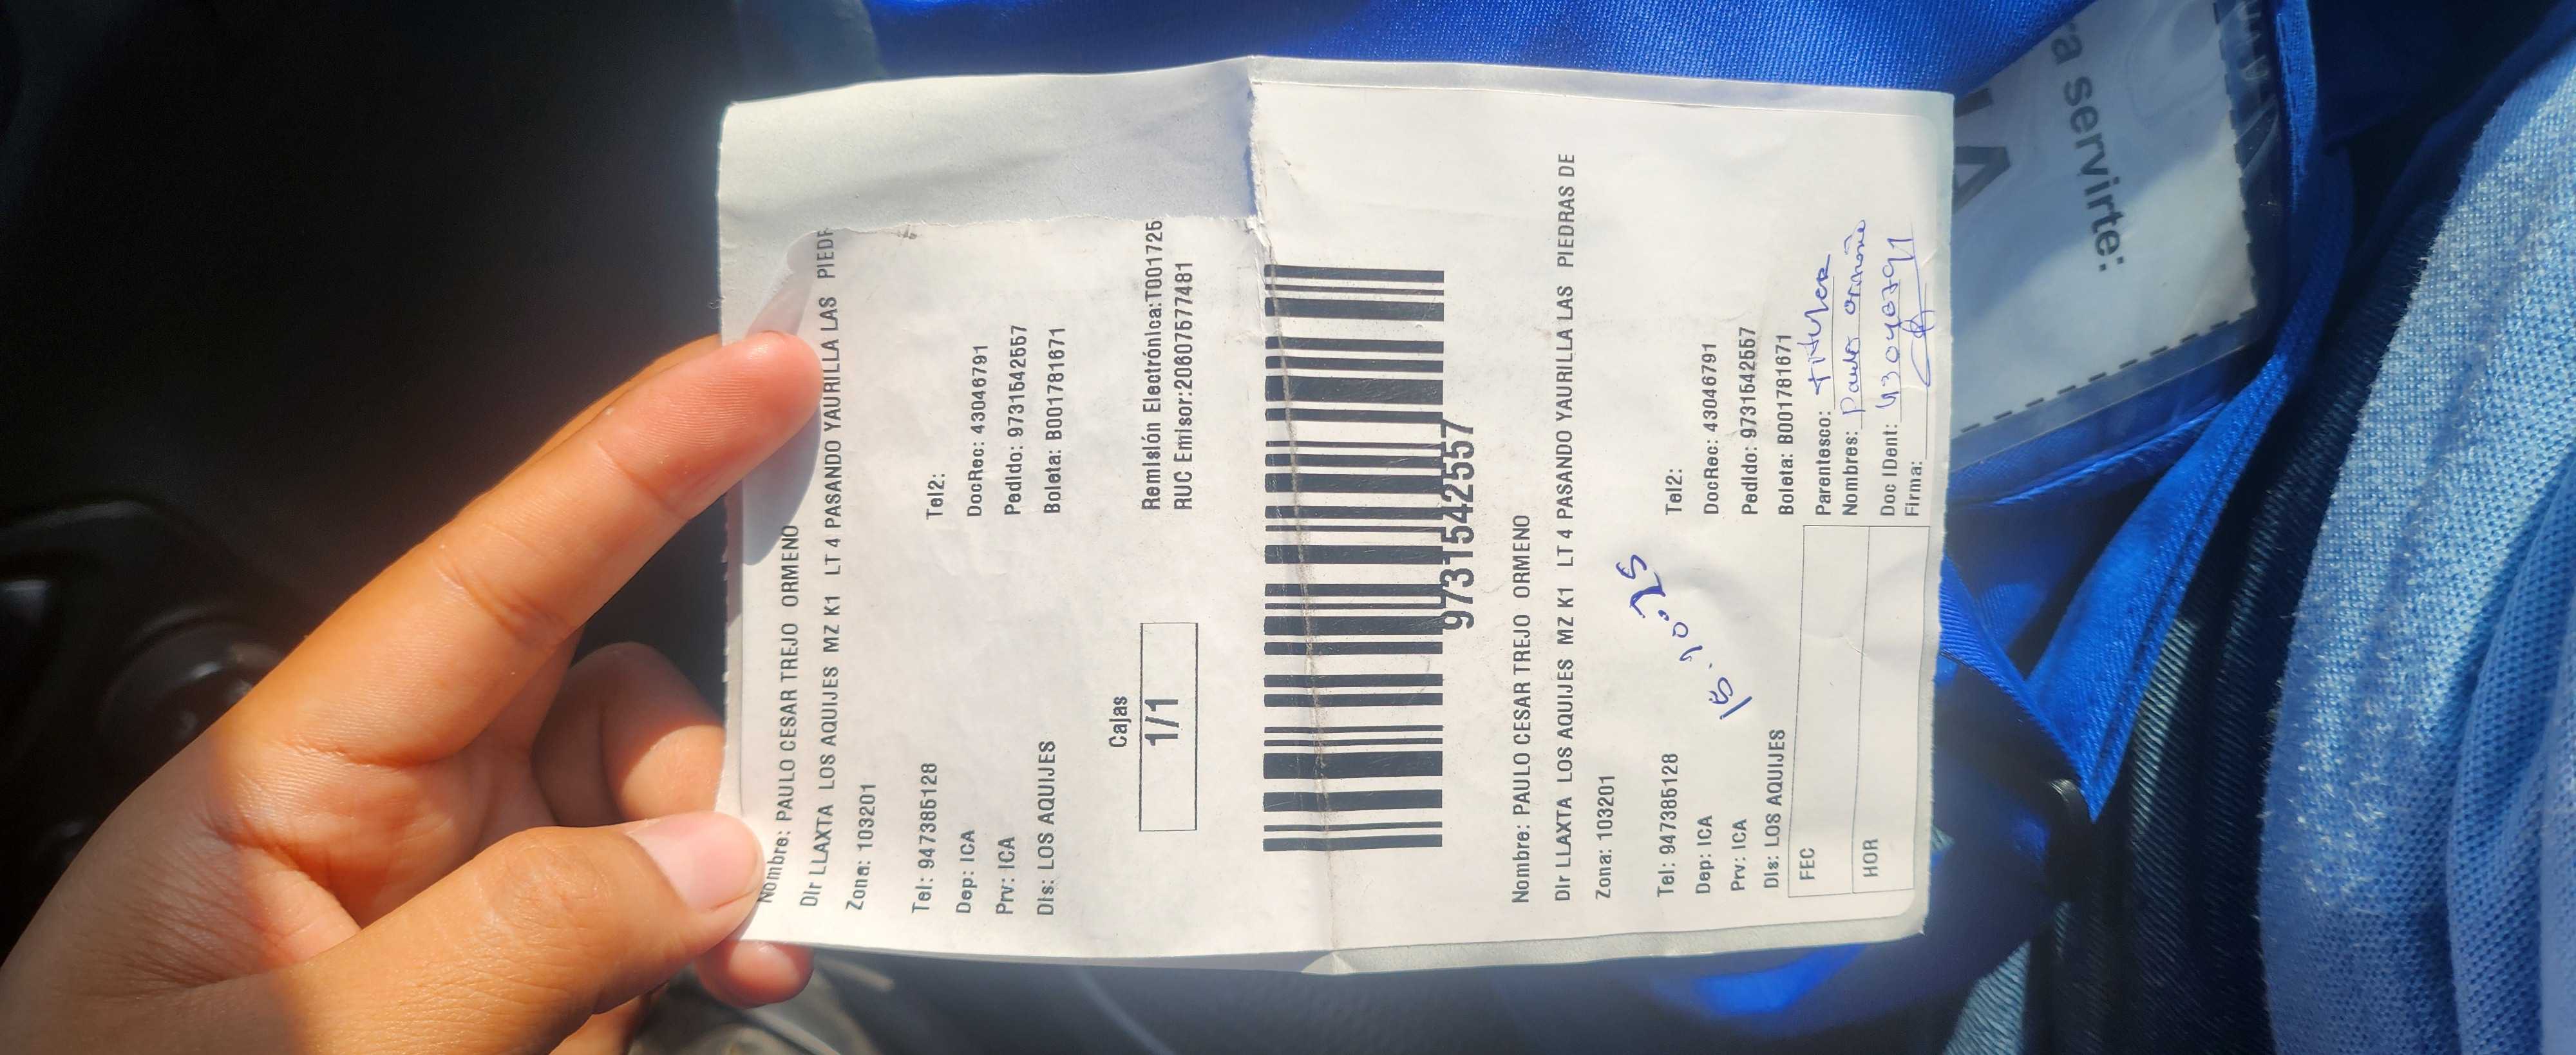 Nombre: PAULO CESAR TREJO ORMENO
Dir LLAXTA LOS AQUIJES MZ K1 LT 4 PASANDO YAURILLA LAS PIEDR
Zona: 103201
Tel: 947385128 Tel2:
Dep: ICA DocRec: 43046791
Prv: ICA Pedido: 9731542557
Dis: LOS AQUIJES Boleta: B001781671
Cajas
1/1
Remisión Electrónica:T001725
RUC Emisor:20607577481
9731542557
Nombre: PAULO CESAR TREJO ORMENO
Dir LLAXTA LOS AQUIJES MZ K1 LT 4 PASANDO YAURILLA LAS PIEDRAS DE
Zona: 103201
Tel: 947385128 Tel2:
Dep: ICA DocRec: 43046791
Prv: ICA Pedido: 9731542557
Dis: LOS AQUIJES Boleta: B001781671
FEC Parentesco: titular
Nombres: Paulo
HOR Doc IDent:
Firma:
ra servirte: